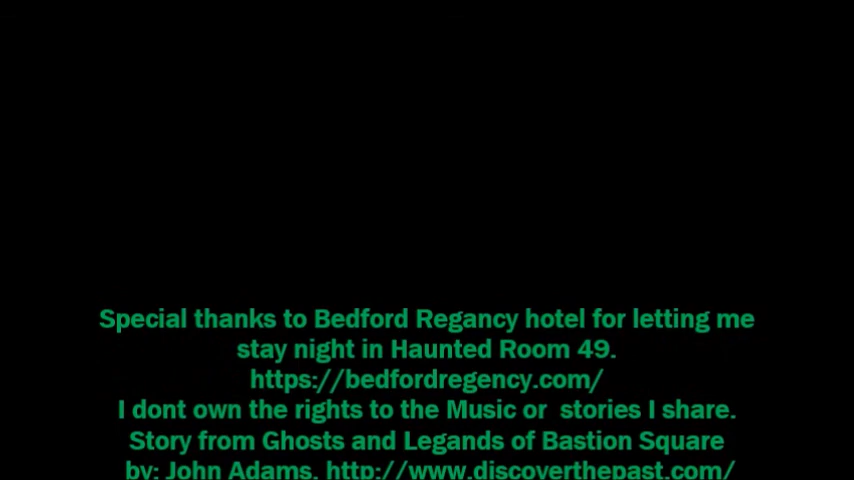 Special thanks to Bedford Regancy hotel for letting me
stay night in Haunted Room 49.
https://bedfordregency.com/
I dont own the rights to the Music or  stories I share.
Story from Ghosts and Legands of Bastion Square
by: John Adams. http://www.discoverthepast.com/